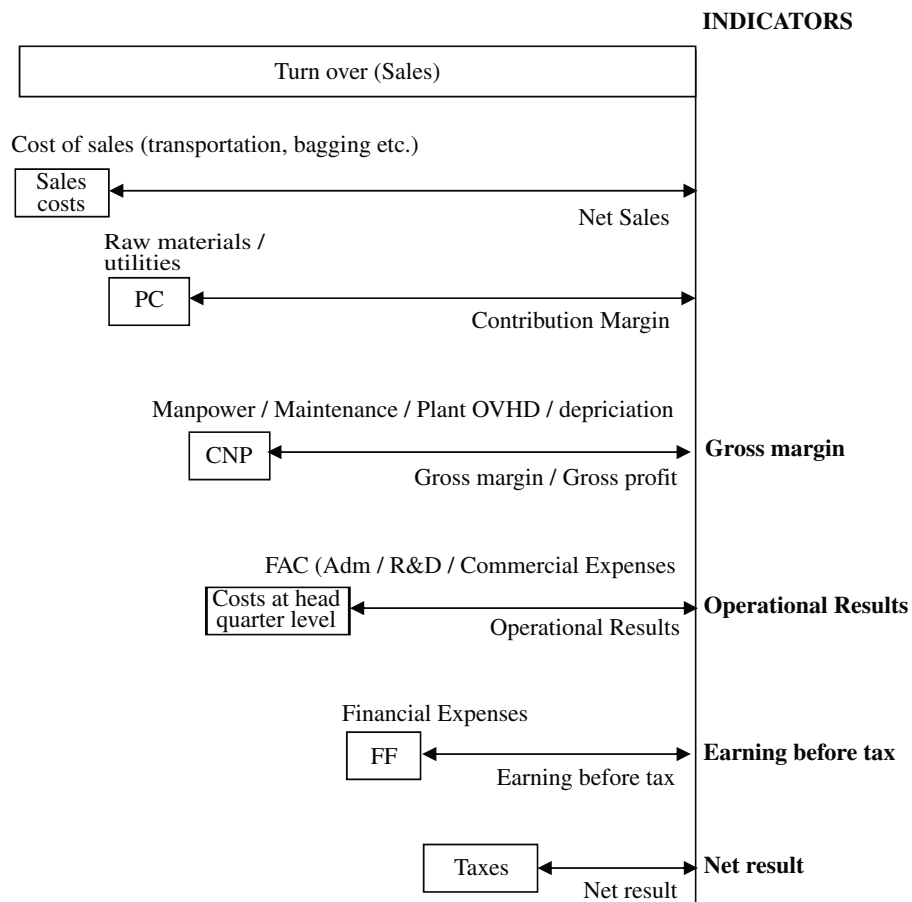 INDICATORS
Turn over (Sales)
Cost of sales (transportation, bagging etc.)
Sales
costs
Net Sales
Raw materials /
utilities
PC
Contribution Margin
Manpower / Maintenance / Plant OVHD / depriciation
CNP
Gross margin
Gross margin / Gross profit
FAC (Adm / R&D / Commercial Expenses
Costs at head
quarter level
Operational Results
Operational Results
Financial Expenses
FF
Earning before tax
Earning before tax
Taxes
Net result
Net result